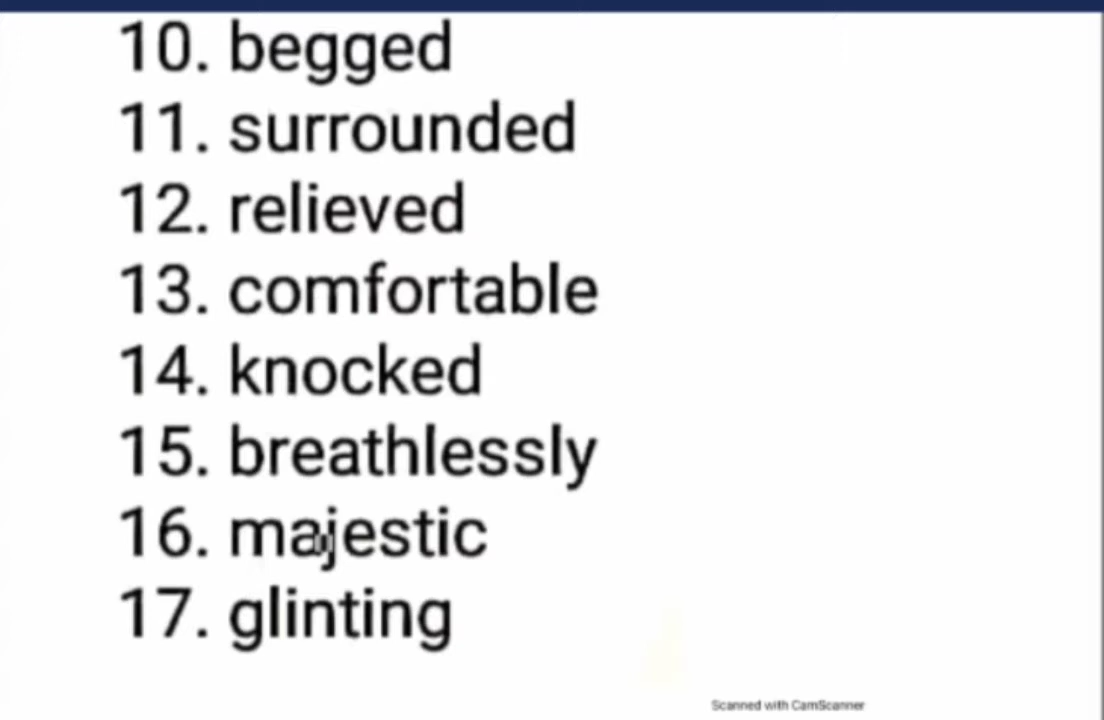 10. begged
11. surrounded
12. relieved
13. comfortable
14. knocked
15. breathlessly
16. majestic
17. glinting
Scanned with CamScanner